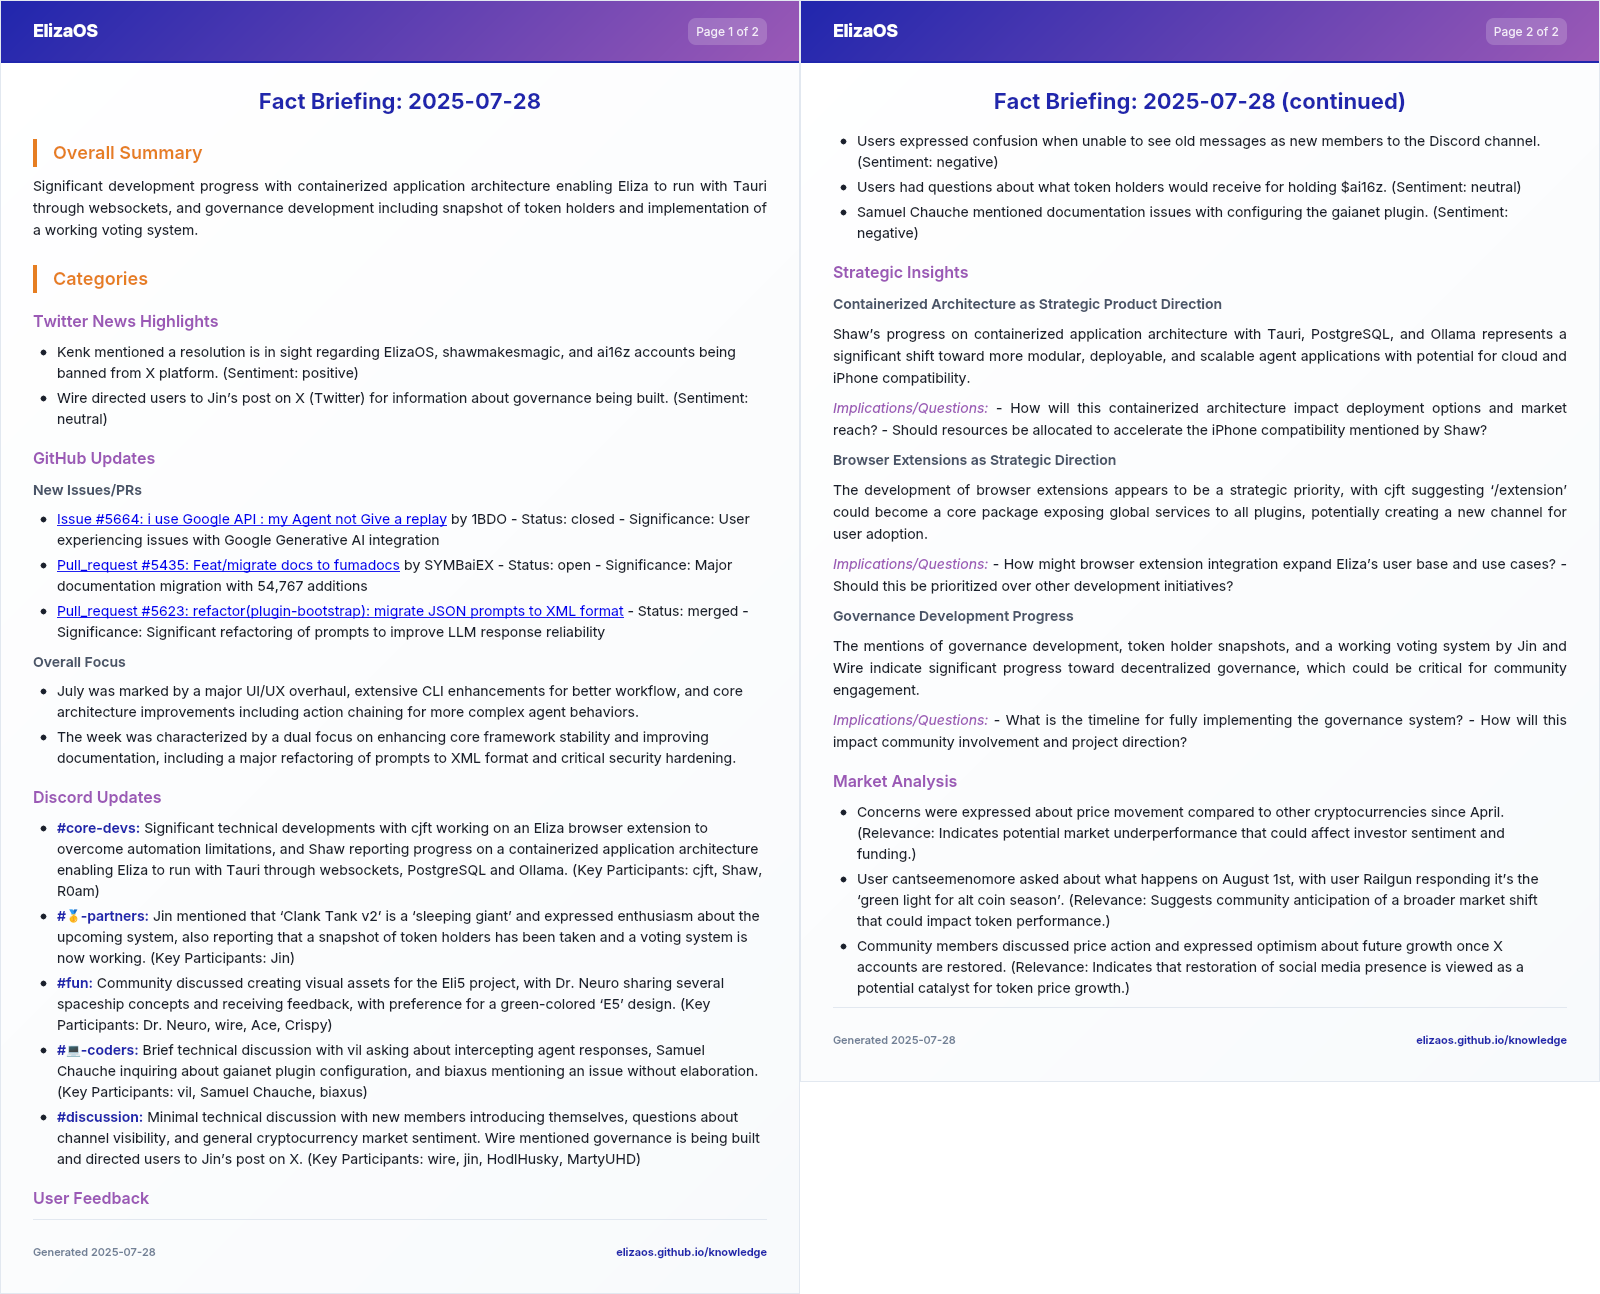 ElizaOS
Page 1 of 2
Fact Briefing: 2025-07-28
Overall Summary
Significant development progress with containerized application architecture enabling Eliza to run with Tauri
through websockets, and governance development including snapshot of token holders and implementation of
a working voting system.
Categories
Twitter News Highlights
• Kenk mentioned a resolution is in sight regarding ElizaOS, shawmakesmagic, and ai16z accounts being
banned from X platform. (Sentiment: positive)
• Wire directed users to Jin’s post on X (Twitter) for information about governance being built. (Sentiment:
neutral)
GitHub Updates
New Issues/PRs
• Issue #5664: i use Google API : my Agent not Give a replay by 1BDO - Status: closed - Significance: User
experiencing issues with Google Generative AI integration
• Pull_request #5435: Feat/migrate docs to fumadocs by SYMBaiEX - Status: open - Significance: Major
documentation migration with 54,767 additions
• Pull_request #5623: refactor(plugin-bootstrap): migrate JSON prompts to XML format - Status: merged -
Significance: Significant refactoring of prompts to improve LLM response reliability
Overall Focus
• July was marked by a major UI/UX overhaul, extensive CLI enhancements for better workflow, and core
architecture improvements including action chaining for more complex agent behaviors.
• The week was characterized by a dual focus on enhancing core framework stability and improving
documentation, including a major refactoring of prompts to XML format and critical security hardening.
Discord Updates
• #core-devs: Significant technical developments with cjft working on an Eliza browser extension to
overcome automation limitations, and Shaw reporting progress on a containerized application architecture
enabling Eliza to run with Tauri through websockets, PostgreSQL and Ollama. (Key Participants: cjft, Shaw,
R0am)
• #🥇-partners: Jin mentioned that ‘Clank Tank v2’ is a ‘sleeping giant’ and expressed enthusiasm about the
upcoming system, also reporting that a snapshot of token holders has been taken and a voting system is
now working. (Key Participants: Jin)
• #fun: Community discussed creating visual assets for the Eli5 project, with Dr. Neuro sharing several
spaceship concepts and receiving feedback, with preference for a green-colored ‘E5’ design. (Key
Participants: Dr. Neuro, wire, Ace, Crispy)
• #💻-coders: Brief technical discussion with vil asking about intercepting agent responses, Samuel
Chauche inquiring about gaianet plugin configuration, and biaxus mentioning an issue without elaboration.
(Key Participants: vil, Samuel Chauche, biaxus)
• #discussion: Minimal technical discussion with new members introducing themselves, questions about
channel visibility, and general cryptocurrency market sentiment. Wire mentioned governance is being built
and directed users to Jin’s post on X. (Key Participants: wire, jin, HodlHusky, MartyUHD)
User Feedback
Generated 2025-07-28
elizaos.github.io/knowledge
ElizaOS
Page 2 of 2
Fact Briefing: 2025-07-28 (continued)
• Users expressed confusion when unable to see old messages as new members to the Discord channel.
(Sentiment: negative)
• Users had questions about what token holders would receive for holding $ai16z. (Sentiment: neutral)
• Samuel Chauche mentioned documentation issues with configuring the gaianet plugin. (Sentiment:
negative)
Strategic Insights
Containerized Architecture as Strategic Product Direction
Shaw’s progress on containerized application architecture with Tauri, PostgreSQL, and Ollama represents a
significant shift toward more modular, deployable, and scalable agent applications with potential for cloud and
iPhone compatibility.
Implications/Questions: - How will this containerized architecture impact deployment options and market
reach? - Should resources be allocated to accelerate the iPhone compatibility mentioned by Shaw?
Browser Extensions as Strategic Direction
The development of browser extensions appears to be a strategic priority, with cjft suggesting ‘/extension’
could become a core package exposing global services to all plugins, potentially creating a new channel for
user adoption.
Implications/Questions: - How might browser extension integration expand Eliza’s user base and use cases? -
Should this be prioritized over other development initiatives?
Governance Development Progress
The mentions of governance development, token holder snapshots, and a working voting system by Jin and
Wire indicate significant progress toward decentralized governance, which could be critical for community
engagement.
Implications/Questions: - What is the timeline for fully implementing the governance system? - How will this
impact community involvement and project direction?
Market Analysis
• Concerns were expressed about price movement compared to other cryptocurrencies since April.
(Relevance: Indicates potential market underperformance that could affect investor sentiment and
funding.)
• User cantseemenomore asked about what happens on August 1st, with user Railgun responding it’s the
‘green light for alt coin season’. (Relevance: Suggests community anticipation of a broader market shift
that could impact token performance.)
• Community members discussed price action and expressed optimism about future growth once X
accounts are restored. (Relevance: Indicates that restoration of social media presence is viewed as a
potential catalyst for token price growth.)
Generated 2025-07-28
elizaos.github.io/knowledge